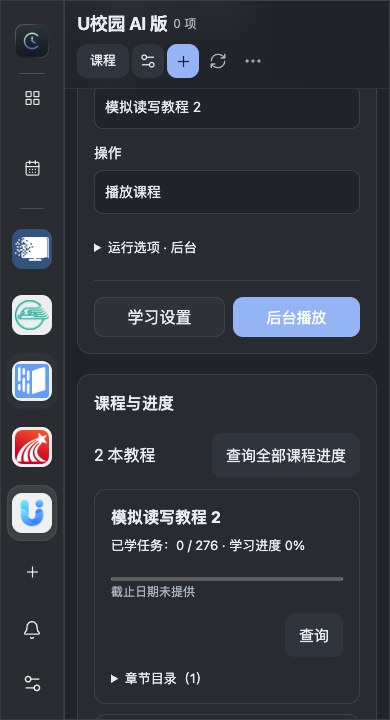 U校园 AI 版 0 项
课程
模拟读写教程 2
操作
播放课程
运行选项 · 后台
学习设置
后台播放
课程与进度
2 本教程
查询全部课程进度
模拟读写教程 2
已学任务：0 / 276 · 学习进度 0%
截止日期未提供
查询
章节目录（1）